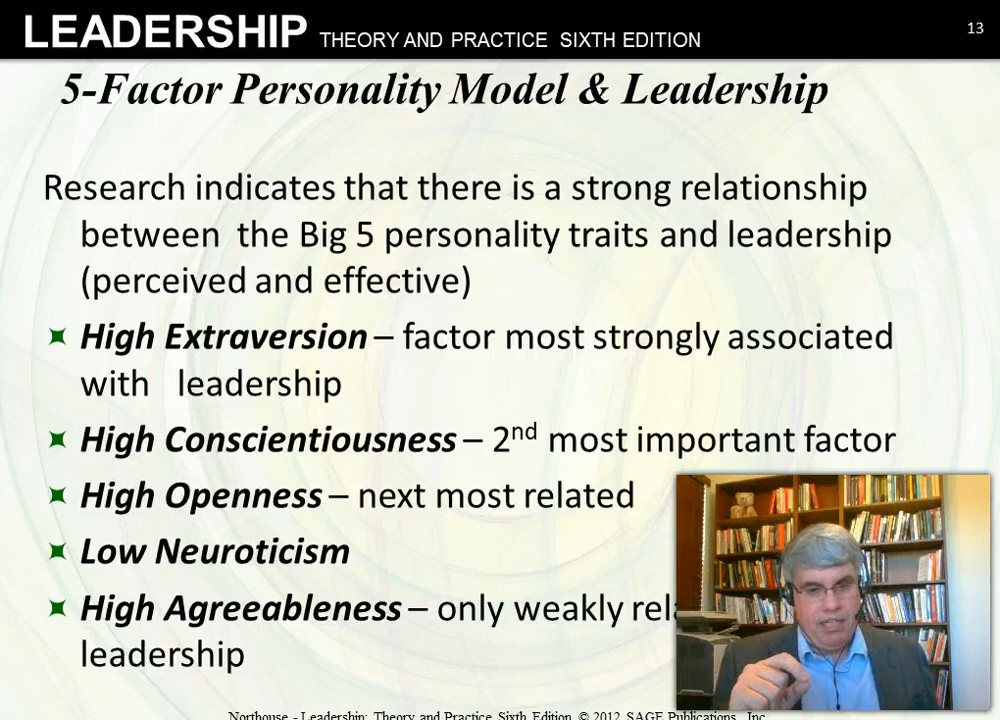 LEADERSHIP THEORY AND PRACTICE SIXTH EDITION 13
5-Factor Personality Model & Leadership
Research indicates that there is a strong relationship
between the Big 5 personality traits and leadership
(perceived and effective)
High Extraversion – factor most strongly associated
with leadership
High Conscientiousness – 2nd most important factor
High Openness – next most related
Low Neuroticism
High Agreeableness – only weakly
leadership
Northouse - Leadership: Theory and Practice Sixth Edition © 2012 SAGE Publications, Inc.